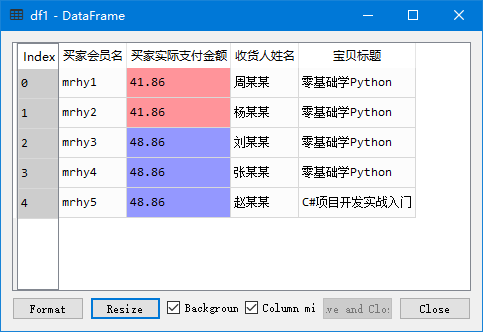 df1 - DataFrame
Index 买家会员名 买家实际支付金额 收货人姓名 宝贝标题
0 mrhy1 41.86 周某某 零基础学Python
1 mrhy2 41.86 杨某某 零基础学Python
2 mrhy3 48.86 刘某某 零基础学Python
3 mrhy4 48.86 张某某 零基础学Python
4 mrhy5 48.86 赵某某 C#项目开发实战入门
Format Resize Backgroun Column mi ve and Clo Close